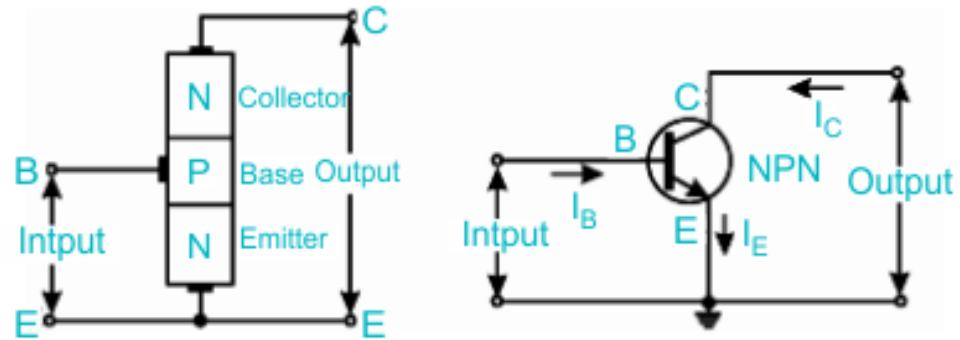 C
N Collector
B P Base Output
Intput N Emitter
E E
C I_C
B NPN Output
Intput I_B E I_E